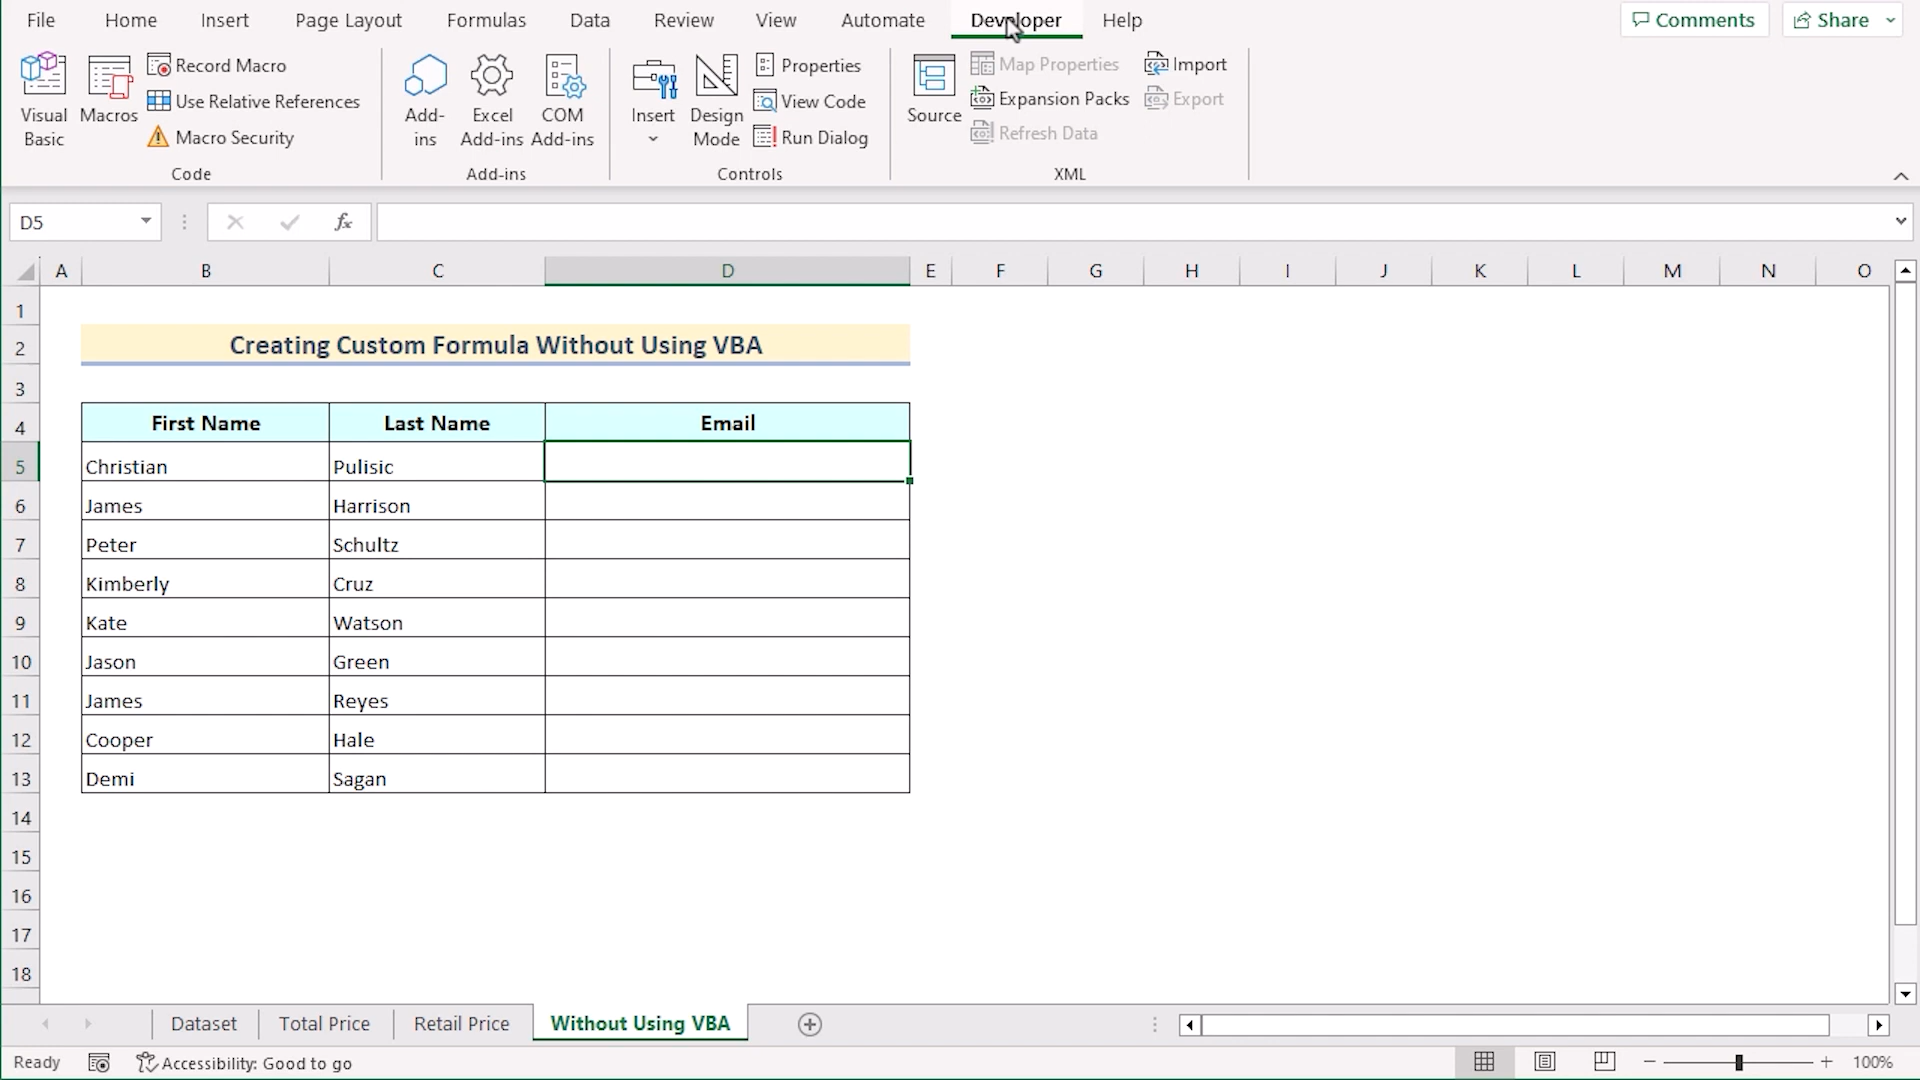 File Home Insert Page Layout Formulas Data Review View Automate Developer Help Comments Share
Visual Basic Macros Record Macro Use Relative References Macro Security
Add-ins Excel Add-ins COM Add-ins
Insert Design Mode Properties View Code Run Dialog
Source Map Properties Expansion Packs Refresh Data Import Export
Code Add-ins Controls XML
D5 fx
A B C D E F G H I J K L M N O
1
2 Creating Custom Formula Without Using VBA
3
4 First Name Last Name Email
5 Christian Pulisic
6 James Harrison
7 Peter Schultz
8 Kimberly Cruz
9 Kate Watson
10 Jason Green
11 James Reyes
12 Cooper Hale
13 Demi Sagan
14
15
16
17
18
Dataset Total Price Retail Price Without Using VBA
Ready Accessibility: Good to go 100%